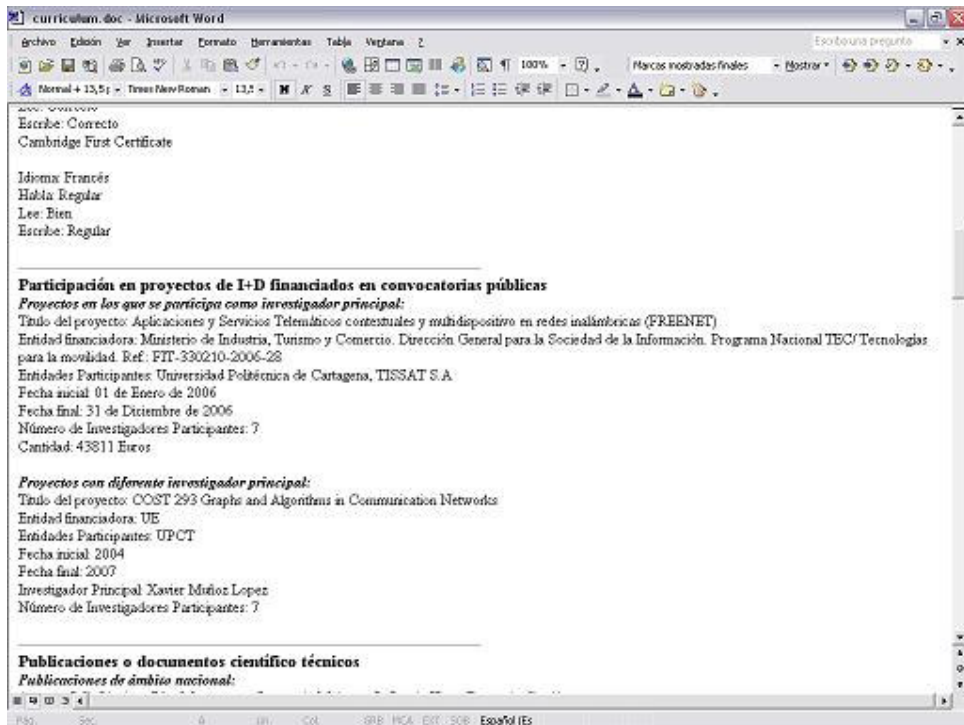 curriculum.doc - Microsoft Word
Archivo Edición Ver Insertar Formato Herramientas Tabla Ventana ?
Escriba una pregunta
100%
Marcas mostradas finales
Mostrar
Normal + 13,5 p
Times New Roman
13,5
N K S
Escribe: Correcto
Cambridge First Certificate
Idioma: Francés
Habla: Regular
Lee: Bien
Escribe: Regular
Participación en proyectos de I+D financiados en convocatorias públicas
Proyectos en los que se participa como investigador principal:
Título del proyecto: Aplicaciones y Servicios Telemáticos contextuales y multidispositivo en redes inalámbricas (FREENET)
Entidad financiadora: Ministerio de Industria, Turismo y Comercio. Dirección General para la Sociedad de la Información. Programa Nacional TEC/ Tecnologías
para la movilidad. Ref.: FIT-330210-2006-28
Entidades Participantes: Universidad Politécnica de Cartagena, TISSAT S.A
Fecha inicial: 01 de Enero de 2006
Fecha final: 31 de Diciembre de 2006
Número de Investigadores Participantes: 7
Cantidad: 43811 Euros
Proyectos con diferente investigador principal:
Título del proyecto: COST 293 Graphs and Algorithms in Communication Networks
Entidad financiadora: UE
Entidades Participantes: UPCT
Fecha inicial: 2004
Fecha final: 2007
Investigador Principal: Xavier Muñoz Lopez
Número de Investigadores Participantes: 7
Publicaciones o documentos científico técnicos
Publicaciones de ámbito nacional:
Pág. Sec. A Lín. Col. GRB MCA EXT SOB Español (Es